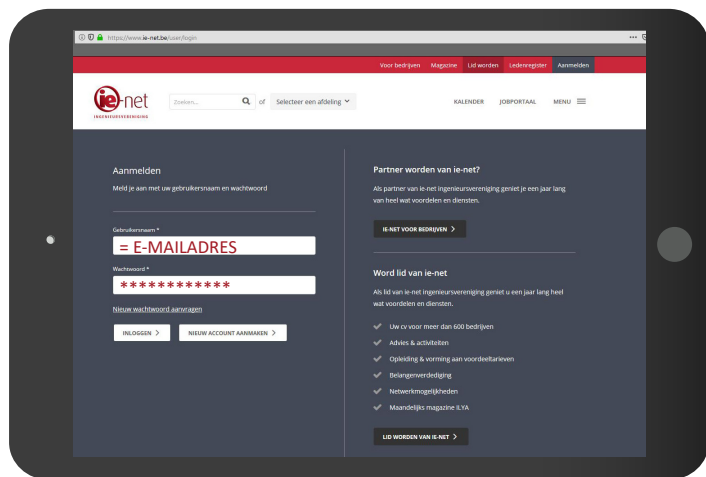 https://www.ie-net.be/user/login
Voor bedrijven Magazine Lid worden Ledenregister Aanmelden
ie-net
INGENIEURSVERENIGING
Zoeken... of Selecteer een afdeling
KALENDER JOBPORTAAL MENU
Aanmelden
Meld je aan met uw gebruikersnaam en wachtwoord
Gebruikersnaam *
= E-MAILADRES
Wachtwoord *
************
Nieuw wachtwoord aanvragen
INLOGGEN > NIEUW ACCOUNT AANMAKEN >
Partner worden van ie-net?
Als partner van ie-net ingenieursvereniging geniet je een jaar lang
van heel wat voordelen en diensten.
IE-NET VOOR BEDRIJVEN >
Word lid van ie-net
Als lid van ie-net ingenieursvereniging geniet u een jaar lang heel
wat voordelen en diensten.
Uw cv voor meer dan 600 bedrijven
Advies & activiteiten
Opleiding & vorming aan voordeeltarieven
Belangenverdediging
Netwerkmogelijkheden
Maandelijks magazine ILYA
LID WORDEN VAN IE-NET >